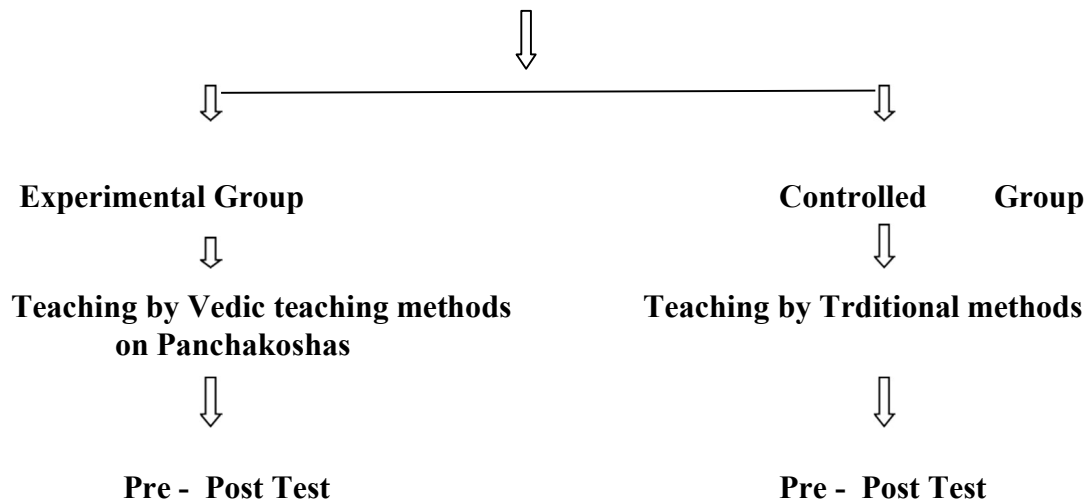 Experimental Group
Controlled Group
Teaching by Vedic teaching methods
on Panchakoshas
Teaching by Trditional methods
Pre - Post Test
Pre - Post Test